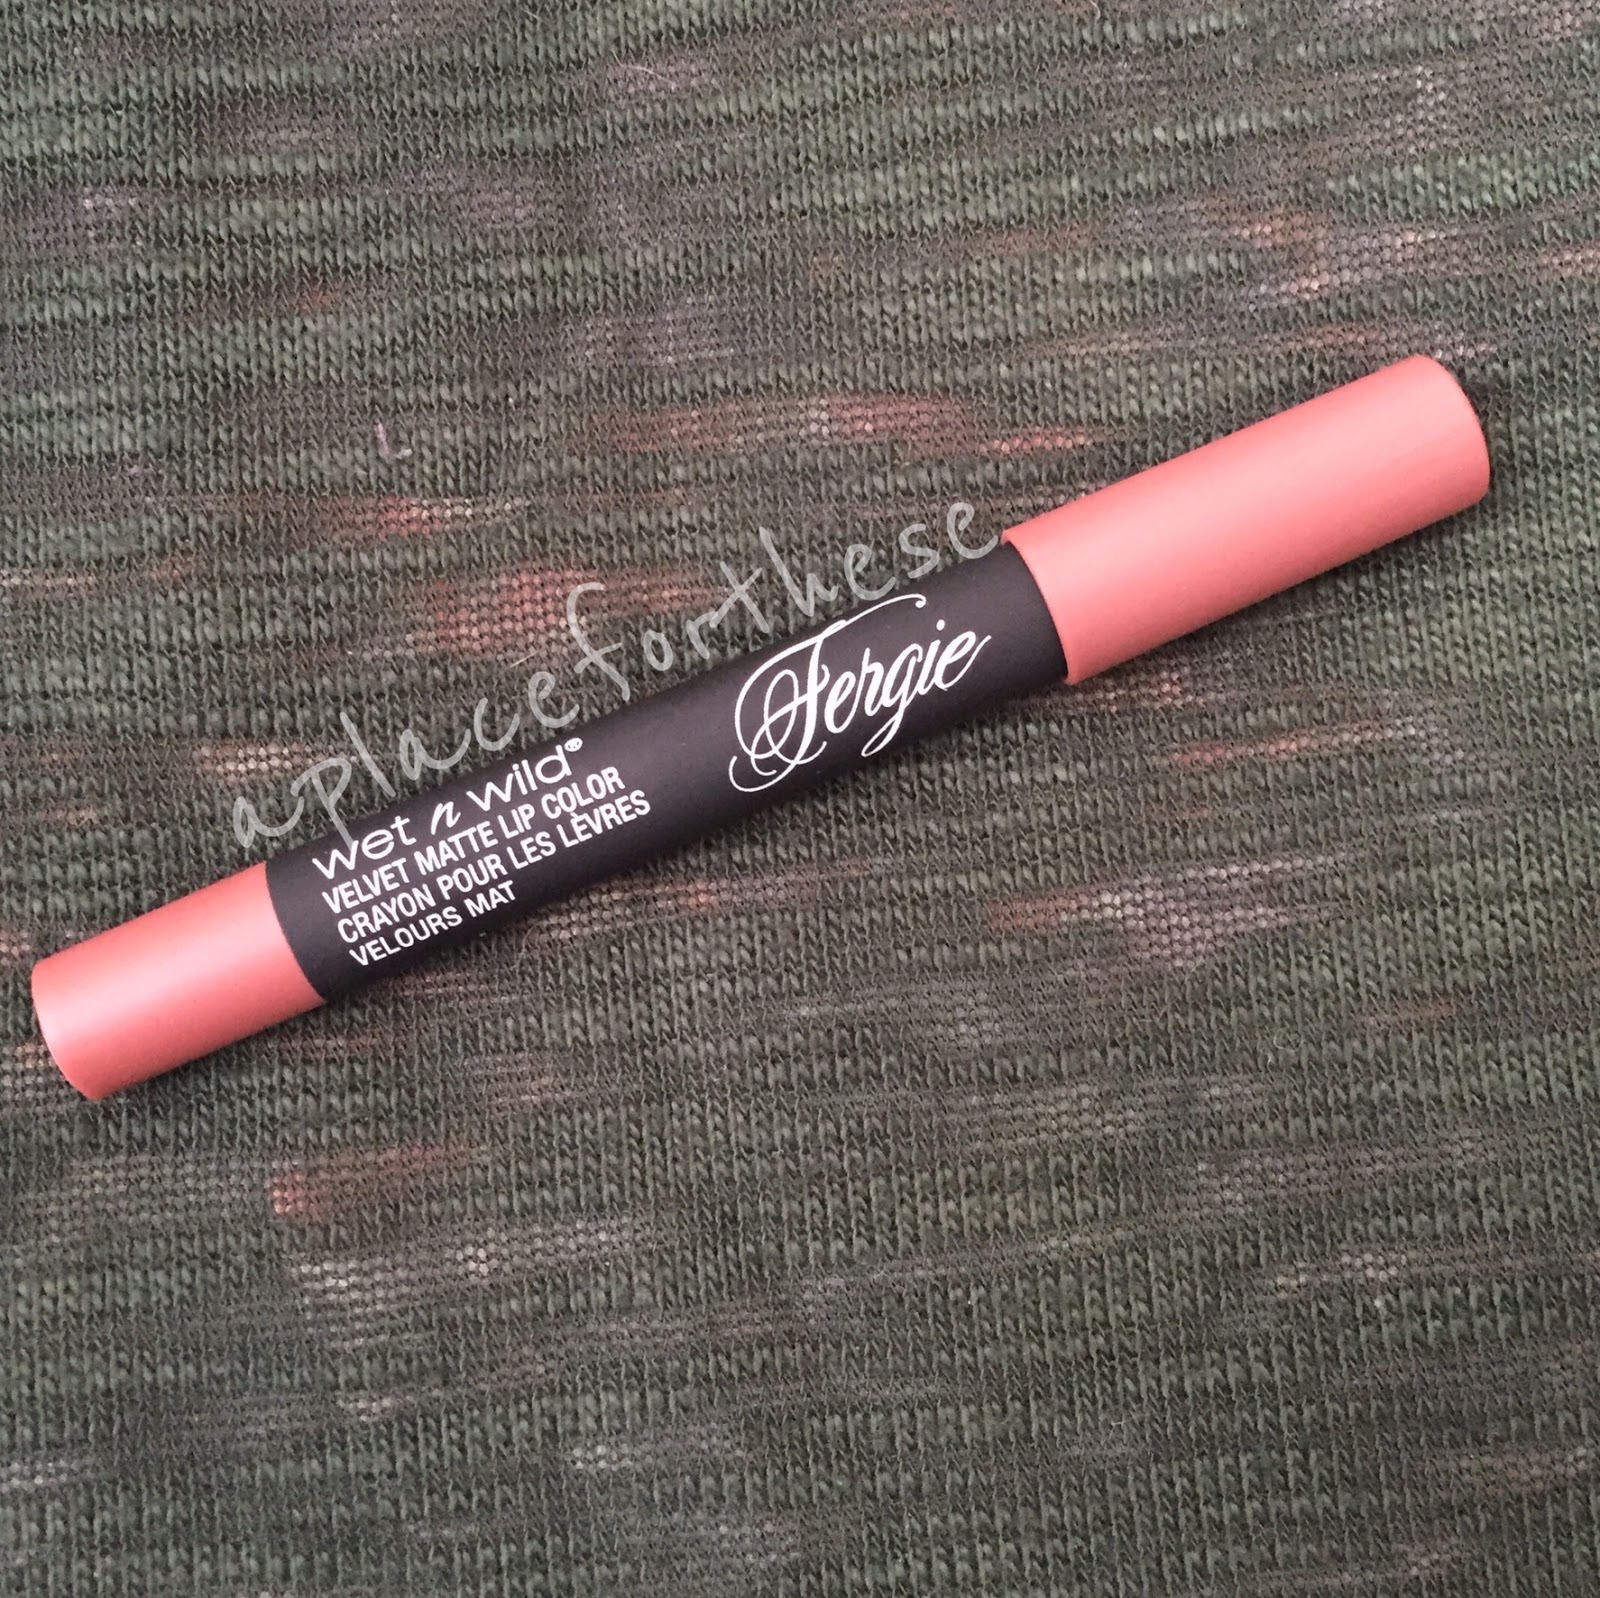 aplaceforthese
wet n wild®
VELVET MATTE LIP COLOR
CRAYON POUR LES LÈVRES
VELOURS MAT
Fergie